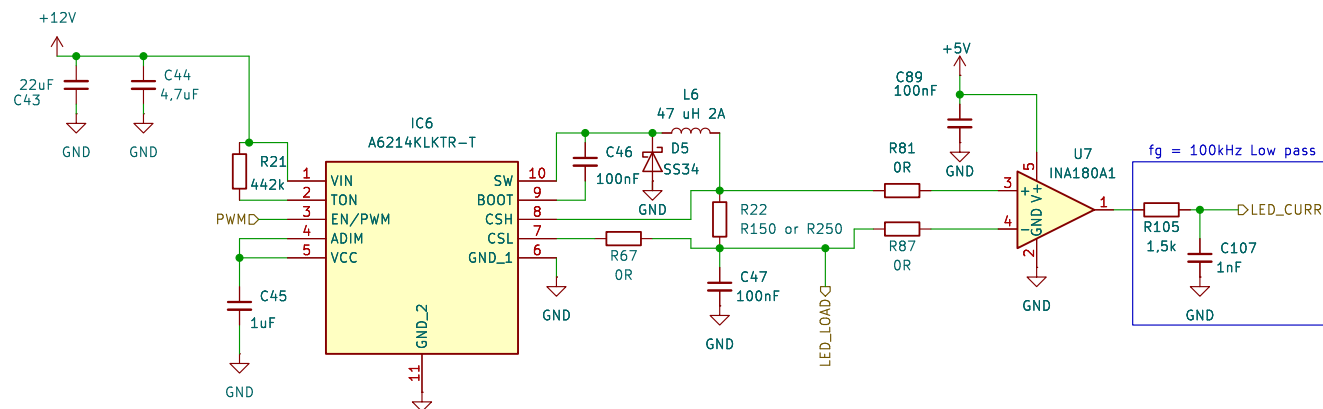 +12V
22uF
C43
GND
C44
4,7uF
GND
R21
442k
PWM
IC6
A6214KLKTR-T
1 VIN
2 TON
3 EN/PWM
4 ADIM
5 VCC
SW 10
BOOT 9
CSH 8
CSL 7
GND_1 6
GND_2
11
C45
1uF
GND
C46
100nF
L6
47 uH 2A
D5
SS34
GND
R22
R150 or R250
R67
0R
GND
C47
100nF
GND
LED_LOAD
+5V
C89
100nF
GND
R81
0R
R87
0R
U7
INA180A1
3
4
5
2
1
+
-
V+
GND
GND
fg = 100kHz Low pass
R105
1,5k
C107
1nF
GND
LED_CURR